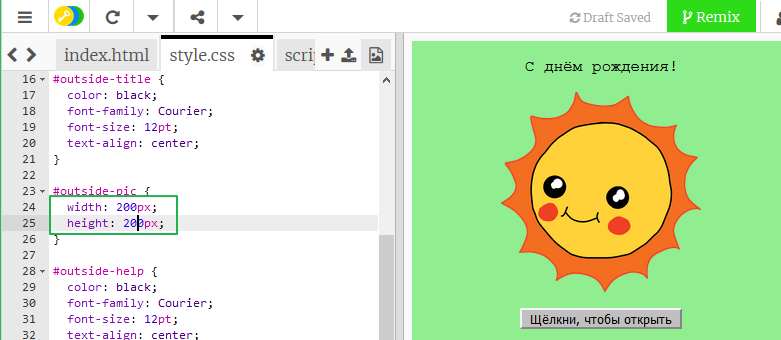 Draft Saved
Remix
index.html
style.css
scrip
16 #outside-title {
17 color: black;
18 font-family: Courier;
19 font-size: 12pt;
20 text-align: center;
21 }
22
23 #outside-pic {
24 width: 200px;
25 height: 200px;
26 }
27
28 #outside-help {
29 color: black;
30 font-family: Courier;
31 font-size: 12pt;
32 text-align: center;
С днём рождения!
Щёлкни, чтобы открыть